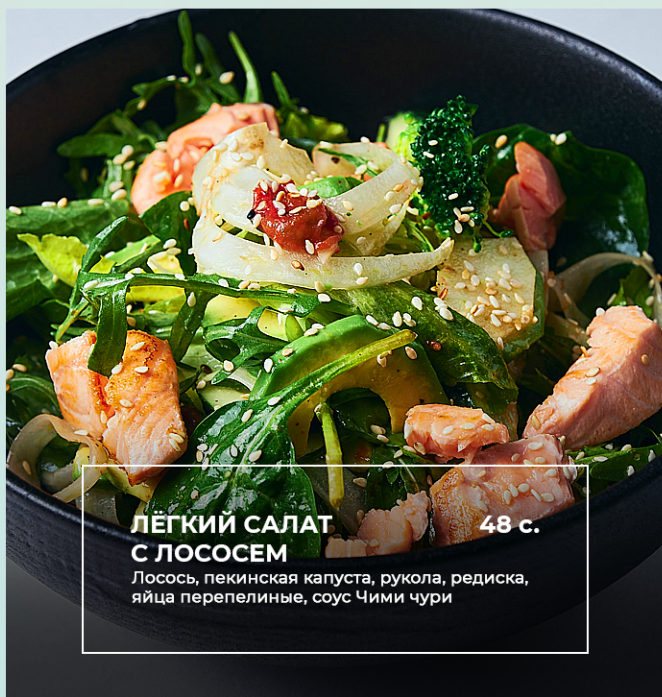 ЛЁГКИЙ САЛАТ 48 с.
С ЛОСОСЕМ
Лосось, пекинская капуста, рукола, редиска,
яйца перепелиные, соус Чими чури